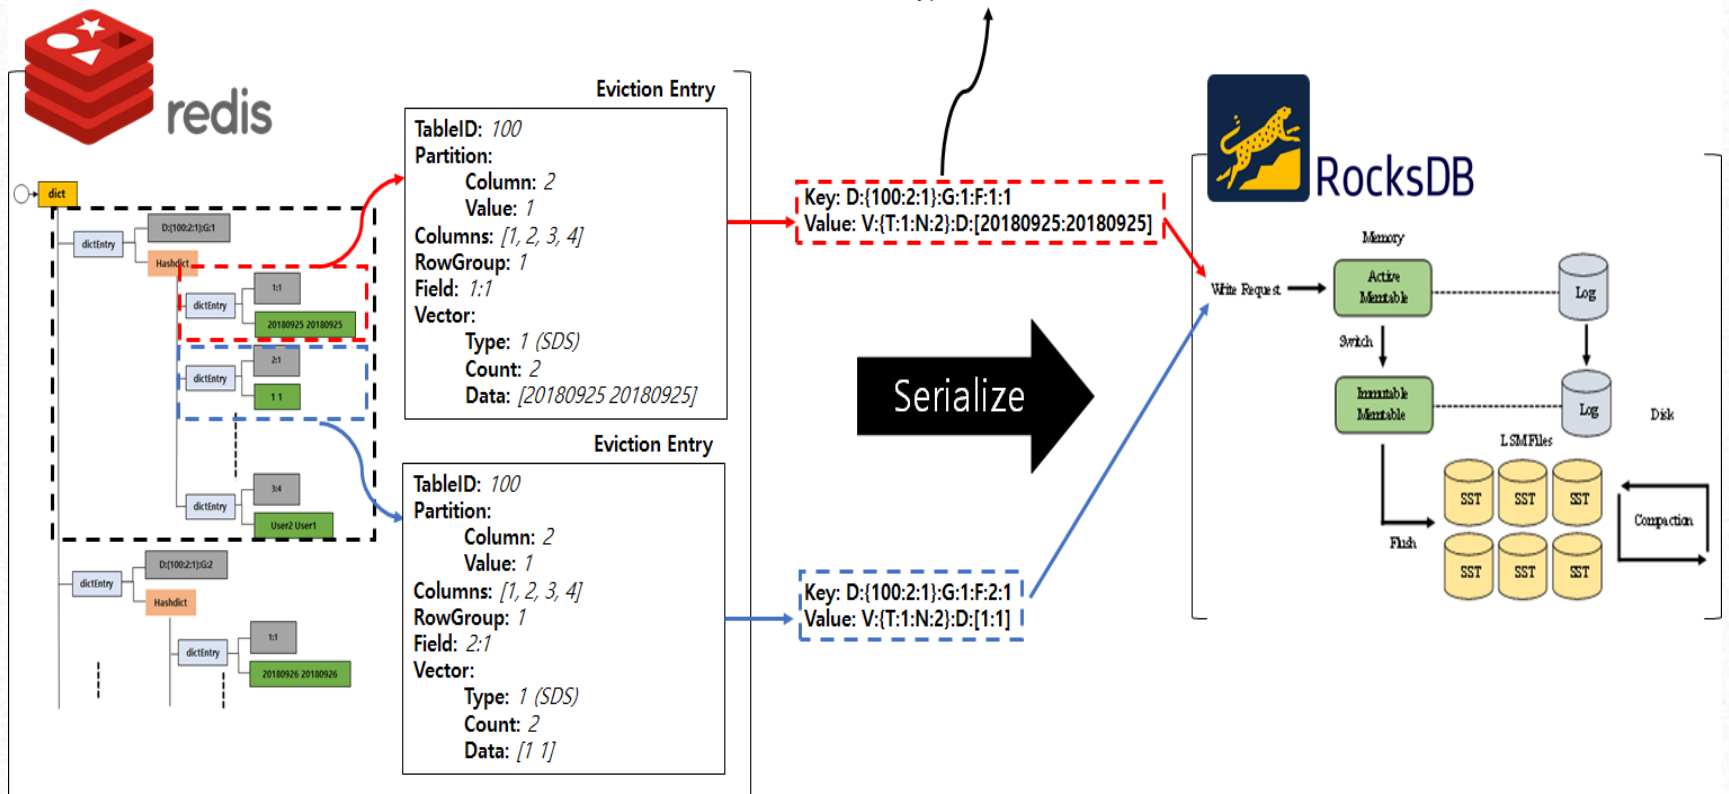 redis
dict
dictEntry
D:{100:2:1}:G:1
Hashdict
dictEntry
1:1
20180925 20180925
dictEntry
2:1
1 1
dictEntry
3:4
User2 User1
dictEntry
D:{100:2:1}:G:2
Hashdict
dictEntry
1:1
20180926 20180926
Eviction Entry
TableID: 100
Partition:
Column: 2
Value: 1
Columns: [1, 2, 3, 4]
RowGroup: 1
Field: 1:1
Vector:
Type: 1 (SDS)
Count: 2
Data: [20180925 20180925]
Eviction Entry
TableID: 100
Partition:
Column: 2
Value: 1
Columns: [1, 2, 3, 4]
RowGroup: 1
Field: 2:1
Vector:
Type: 1 (SDS)
Count: 2
Data: [1 1]
Key: D:{100:2:1}:G:1:F:1:1
Value: V:{T:1:N:2}:D:[20180925:20180925]
Serialize
Key: D:{100:2:1}:G:1:F:2:1
Value: V:{T:1:N:2}:D:[1:1]
RocksDB
Memory
Write Request
Active
Memtable
Log
Switch
Immutable
Memtable
Log
Disk
LSM Files
SST
SST
SST
Compaction
Flush
SST
SST
SST